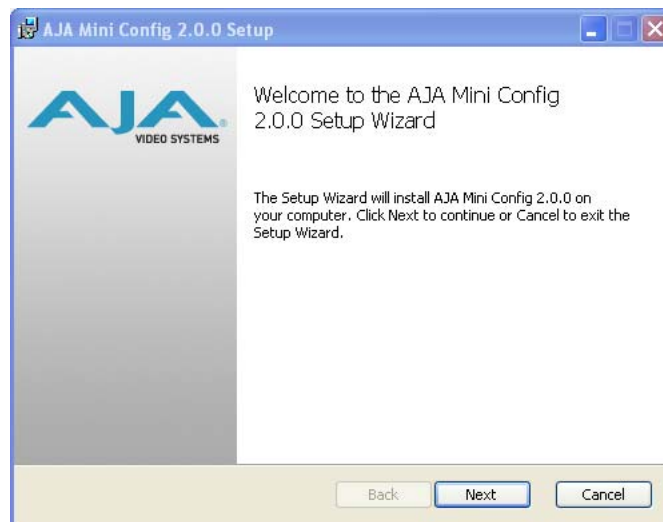 AJA Mini Config 2.0.0 Setup
AJA
VIDEO SYSTEMS
Welcome to the AJA Mini Config
2.0.0 Setup Wizard
The Setup Wizard will install AJA Mini Config 2.0.0 on
your computer. Click Next to continue or Cancel to exit the
Setup Wizard.
Back
Next
Cancel